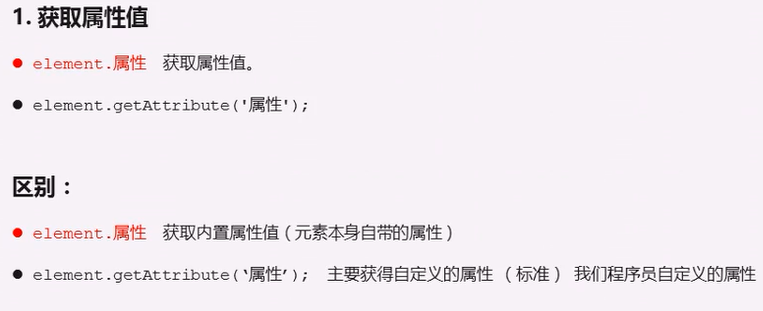 1. 获取属性值
● element.属性 获取属性值。
● element.getAttribute('属性');
区别：
● element.属性 获取内置属性值（元素本身自带的属性）
● element.getAttribute(‘属性’); 主要获得自定义的属性 （标准） 我们程序员自定义的属性